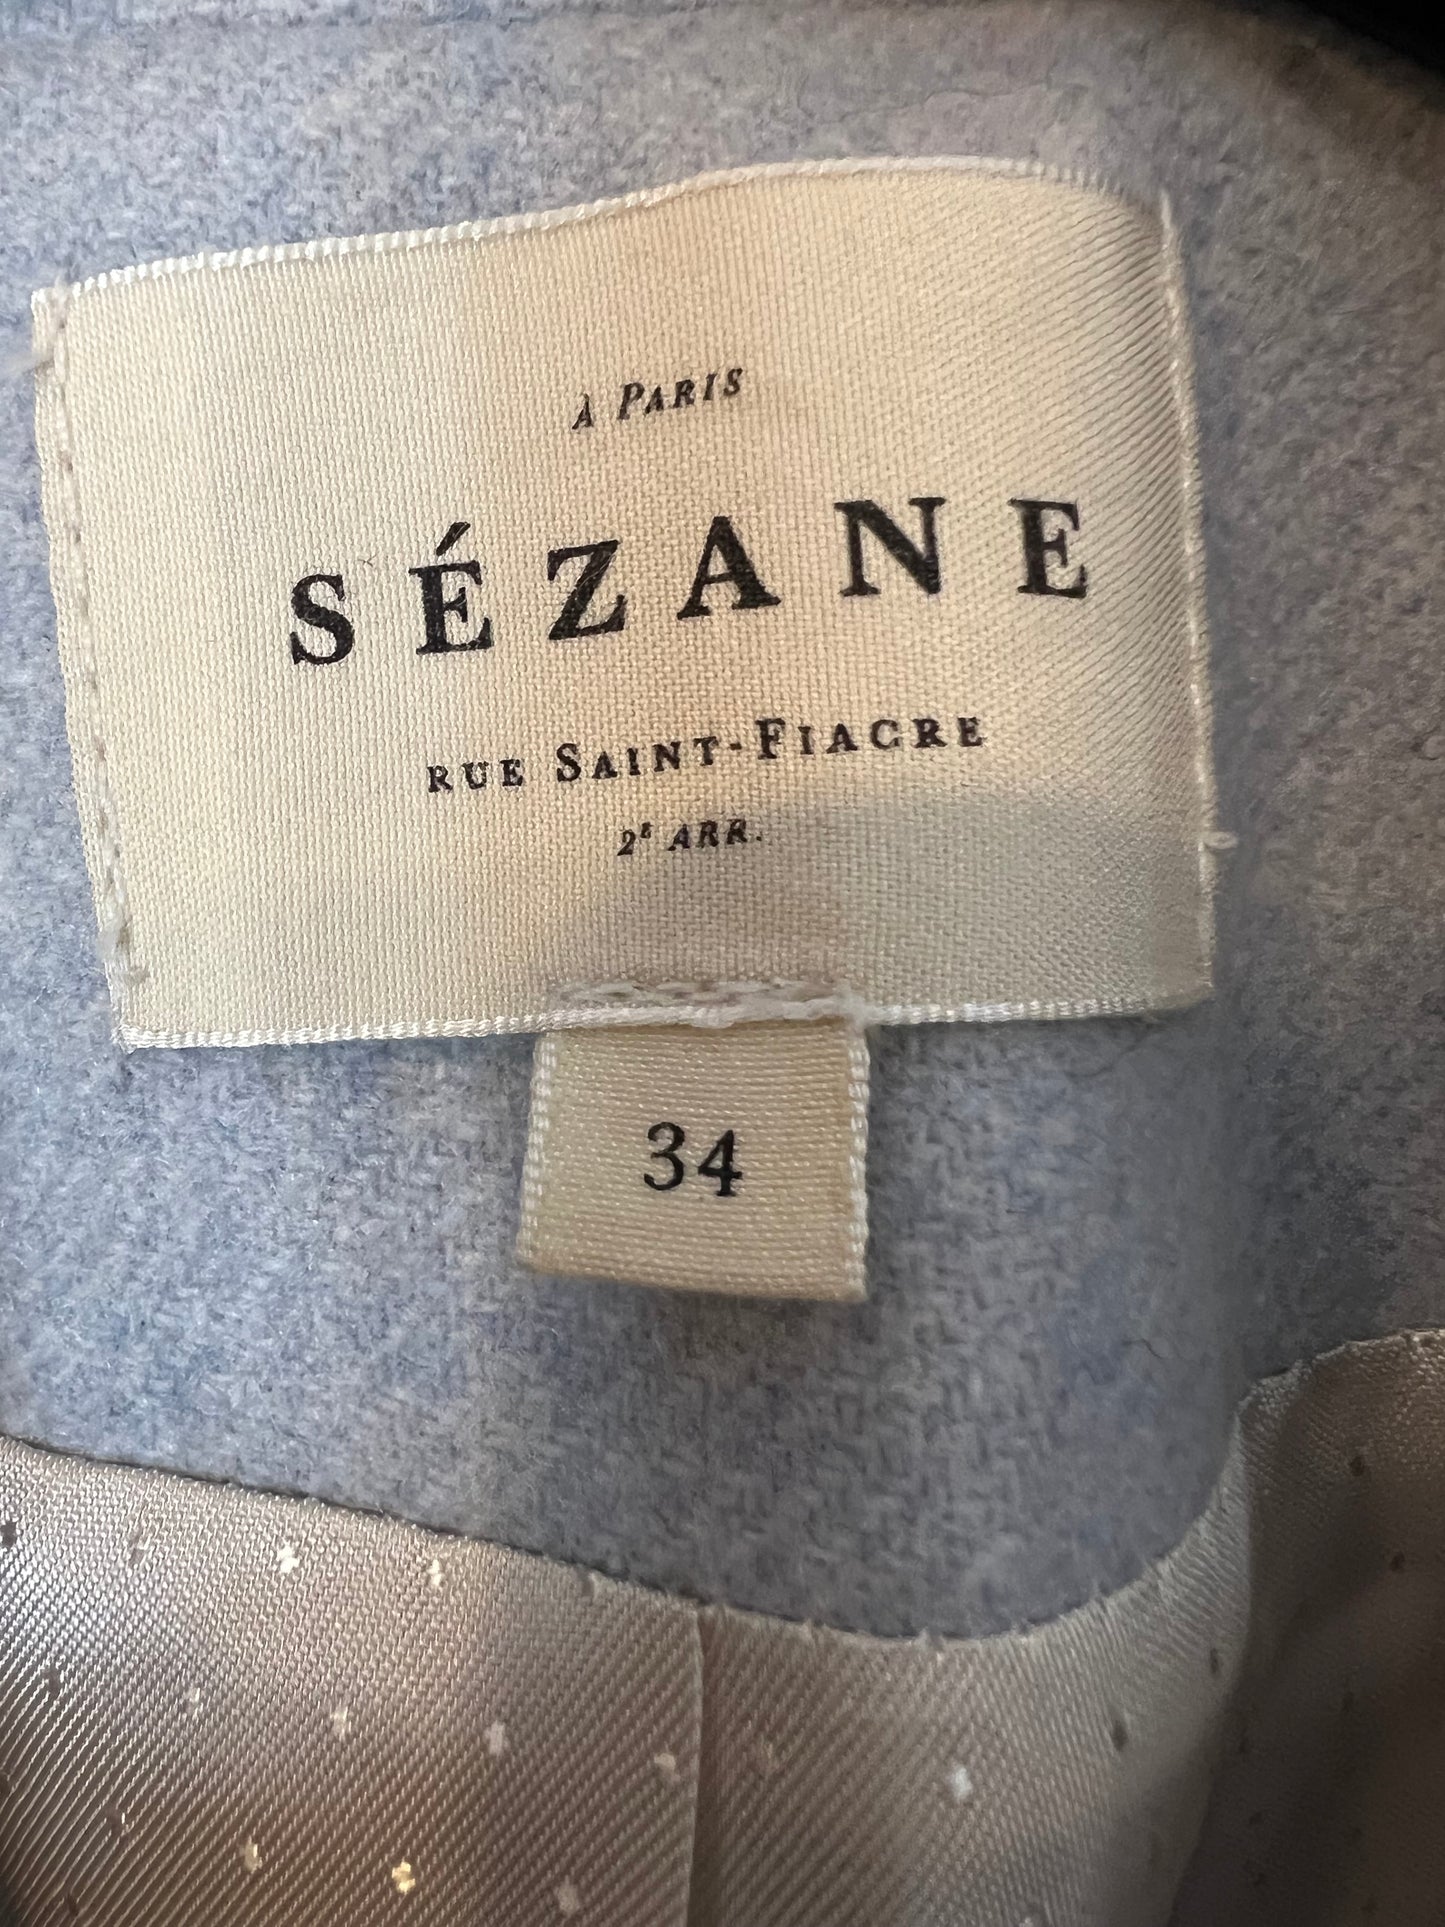 À PARIS
SÉZANE
RUE SAINT-FIACRE
2E ARR.
34